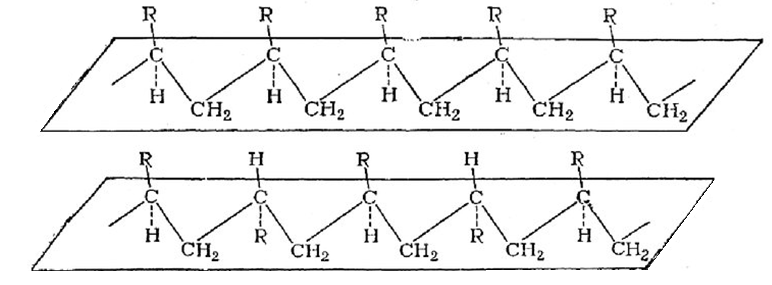 R R R R R
C C C C C
H H H H H
CH₂ CH₂ CH₂ CH₂ CH₂
R H R H R
C C C C C
H R H R H
CH₂ CH₂ CH₂ CH₂ CH₂